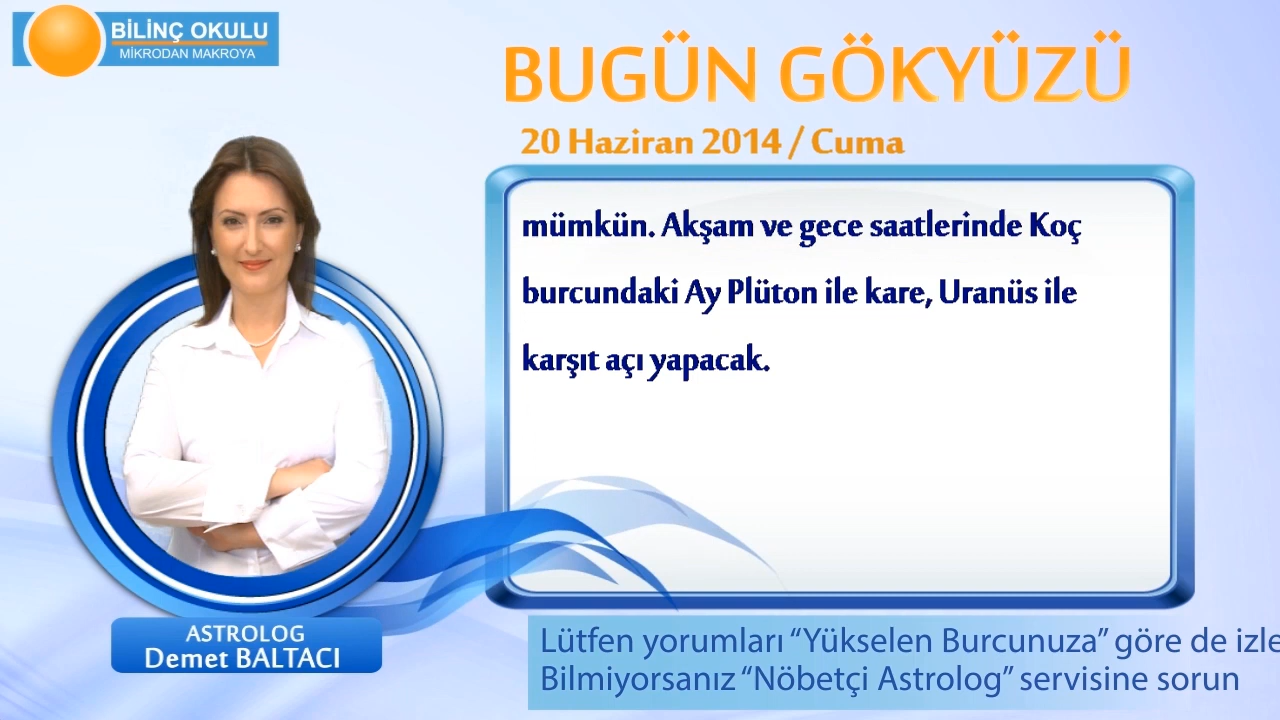 BİLİNÇ OKULU
MİKRODAN MAKROYA
BUGÜN GÖKYÜZÜ
20 Haziran 2014 / Cuma
mümkün. Akşam ve gece saatlerinde Koç
burcundaki Ay Plüton ile kare, Uranüs ile
karşıt açı yapacak.
ASTROLOG
Demet BALTACI
Lütfen yorumları “Yükselen Burcunuza” göre de izle
Bilmiyorsanız “Nöbetçi Astrolog” servisine sorun